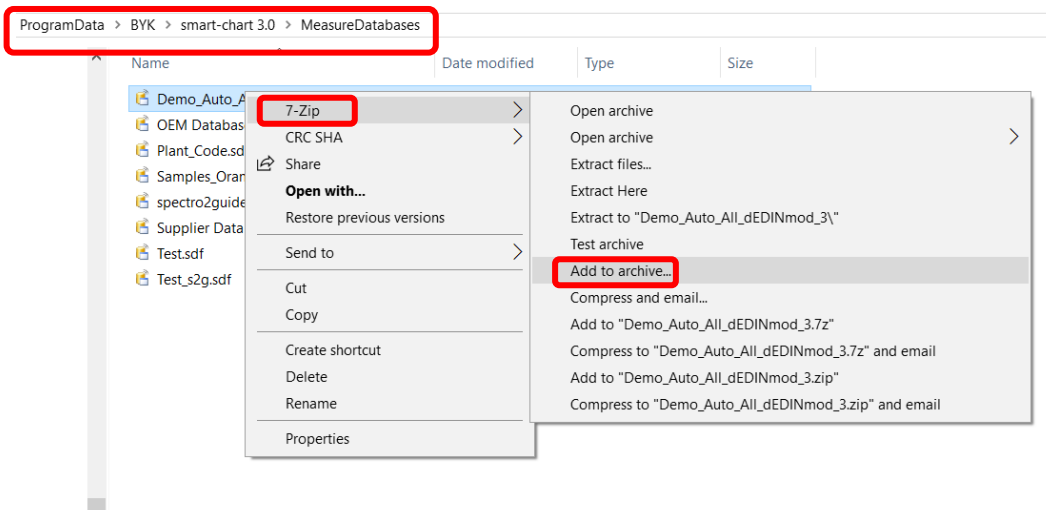 ProgramData > BYK > smart-chart 3.0 > MeasureDatabases
Name Date modified Type Size
Demo_Auto_A
OEM Databas
Plant_Code.sd
Samples_Oran
spectro2guide
Supplier Data
Test.sdf
Test_s2g.sdf
7-Zip
CRC SHA
Share
Open with...
Restore previous versions
Send to
Cut
Copy
Create shortcut
Delete
Rename
Properties
Open archive
Open archive
Extract files...
Extract Here
Extract to "Demo_Auto_All_dEDINmod_3\"
Test archive
Add to archive...
Compress and email...
Add to "Demo_Auto_All_dEDINmod_3.7z"
Compress to "Demo_Auto_All_dEDINmod_3.7z" and email
Add to "Demo_Auto_All_dEDINmod_3.zip"
Compress to "Demo_Auto_All_dEDINmod_3.zip" and email